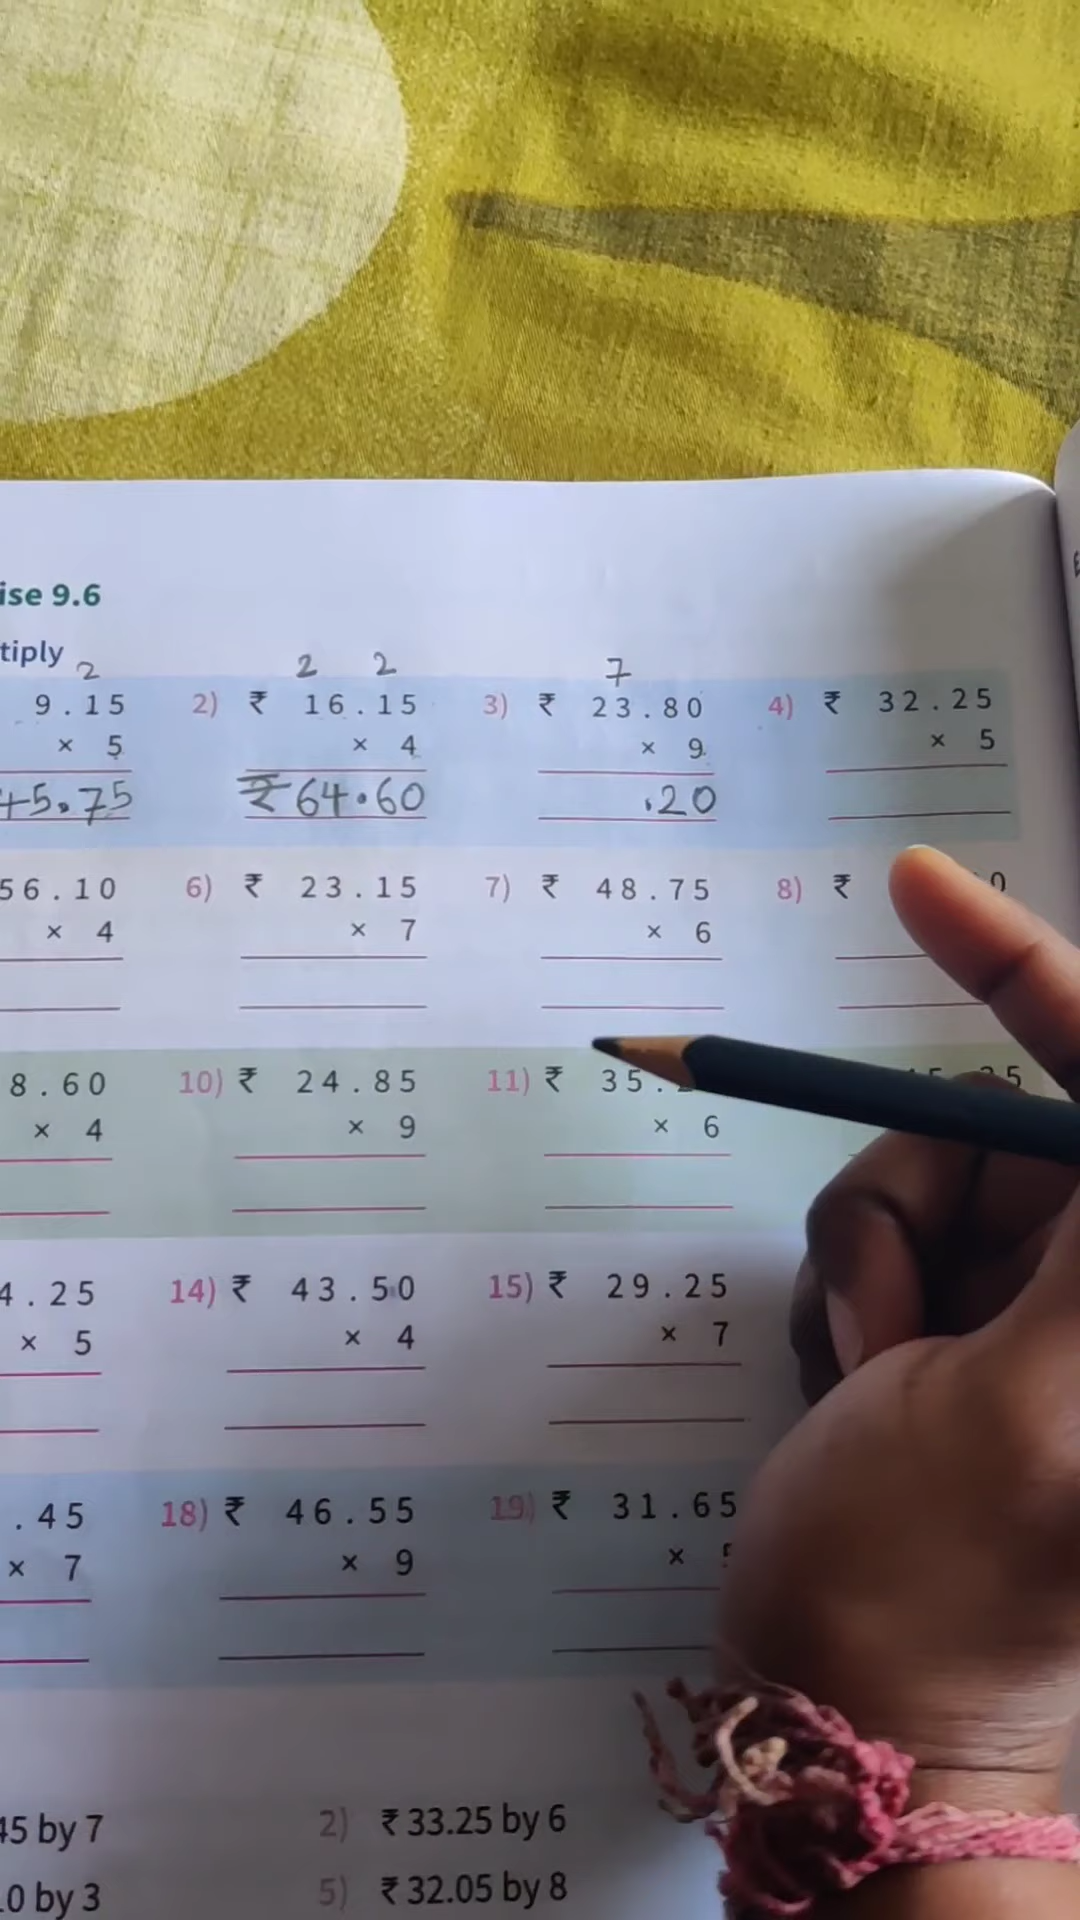 ise 9.6
tiply
2 2 2 7
9.15 2) ₹ 16.15 3) ₹ 23.80 4) ₹ 32.25
× 5 × 4 × 9 × 5
45.75 ₹ 64.60 .20
56.10 6) ₹ 23.15 7) ₹ 48.75 8) ₹ 0
× 4 × 7 × 6
8.60 10) ₹ 24.85 11) ₹ 35. 5
× 4 × 9 × 6
4.25 14) ₹ 43.50 15) ₹ 29.25
× 5 × 4 × 7
.45 18) ₹ 46.55 19) ₹ 31.65
× 7 × 9 ×
45 by 7 2) ₹ 33.25 by 6
.0 by 3 5) ₹ 32.05 by 8